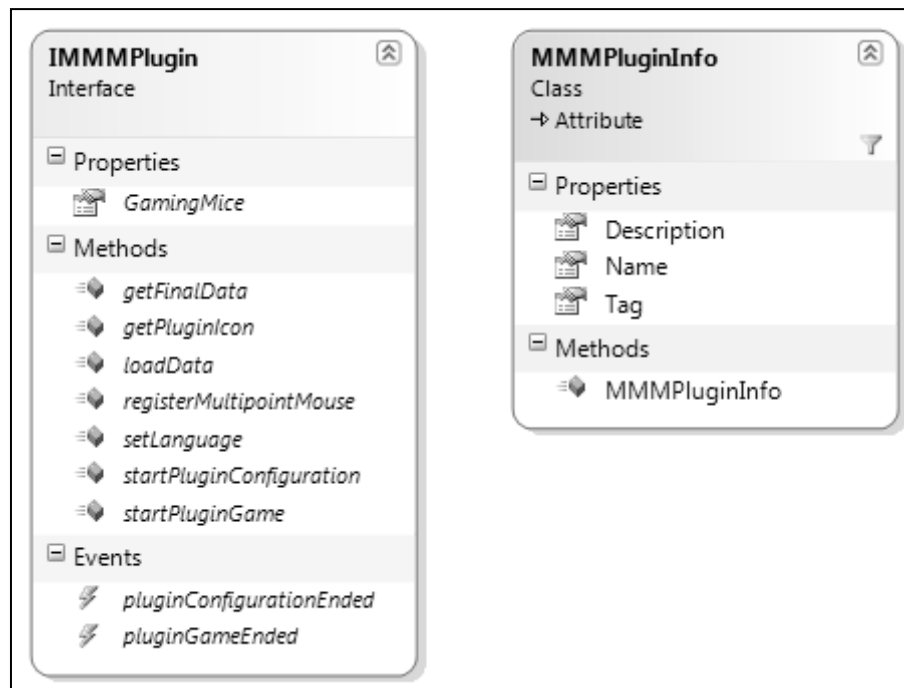 IMMMPlugin
Interface
Properties
GamingMice
Methods
getFinalData
getPluginIcon
loadData
registerMultipointMouse
setLanguage
startPluginConfiguration
startPluginGame
Events
pluginConfigurationEnded
pluginGameEnded
MMMPluginInfo
Class
Attribute
Properties
Description
Name
Tag
Methods
MMMPluginInfo